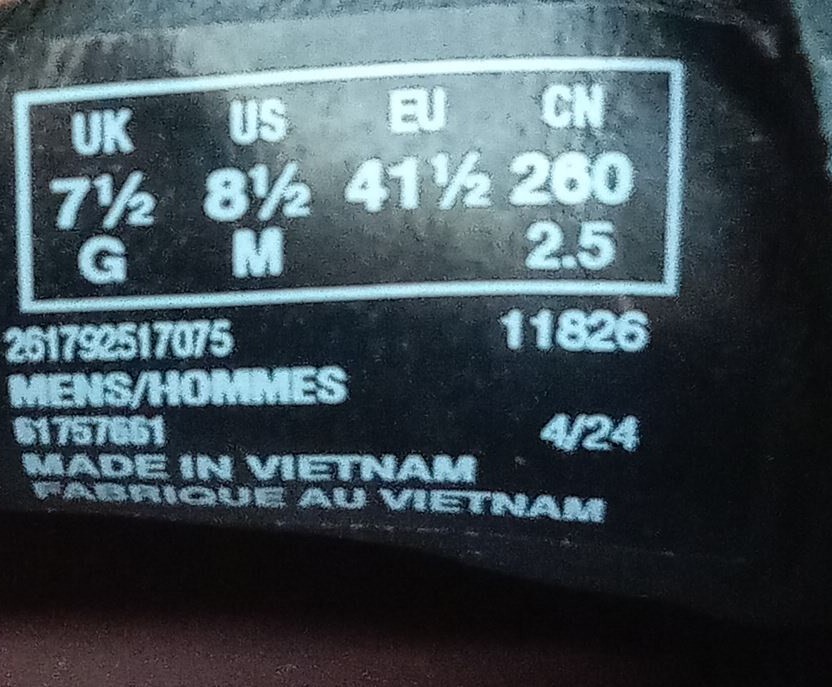 UK US EU CN
7½ 8½ 41½ 260
G M 2.5
261792517075 11826
MENS/HOMMES
61757661 4/24
MADE IN VIETNAM
FABRIQUE AU VIETNAM